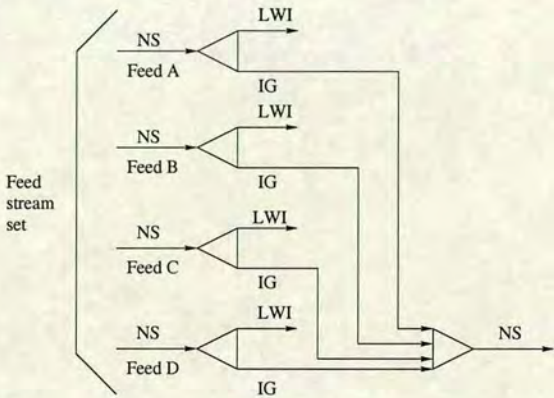 LWI
NS
Feed A
IG
LWI
NS
Feed B
IG
Feed
stream
set
LWI
NS
Feed C
IG
LWI
NS
NS
Feed D
IG